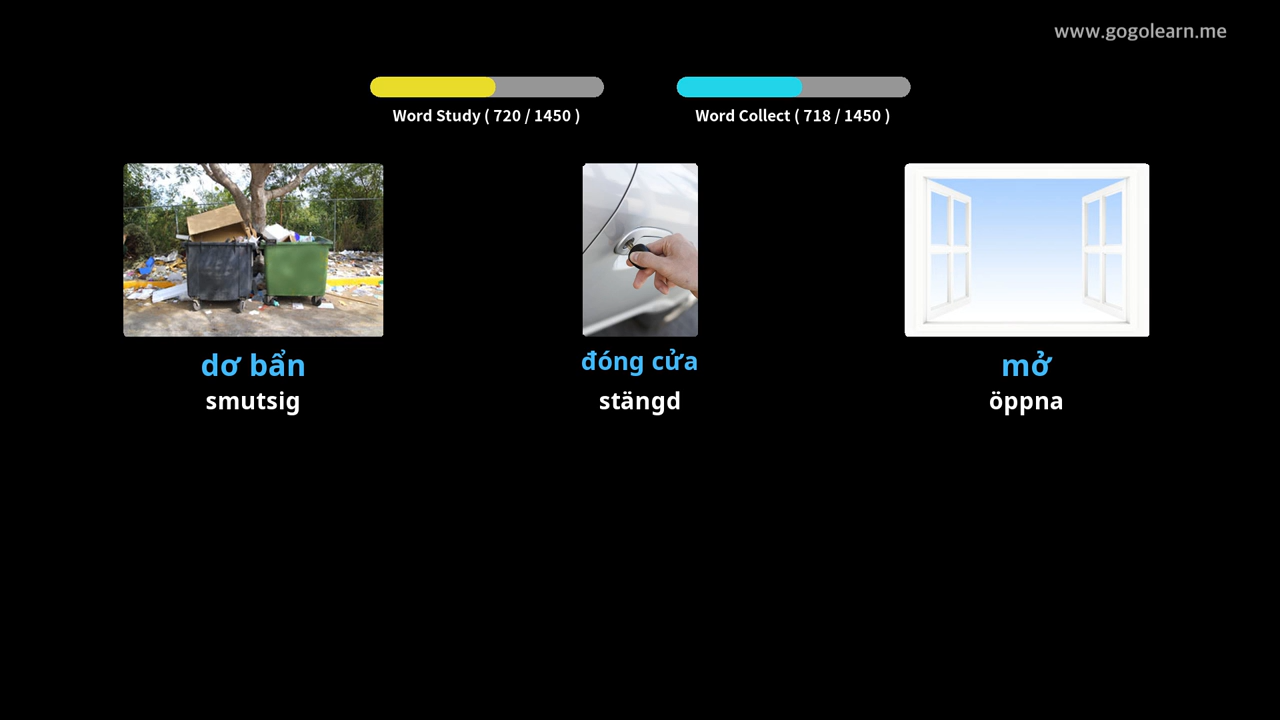 www.gogolearn.me
Word Study ( 720 / 1450 )
Word Collect ( 718 / 1450 )
dơ bẩn
smutsig
đóng cửa
stängd
mở
öppna